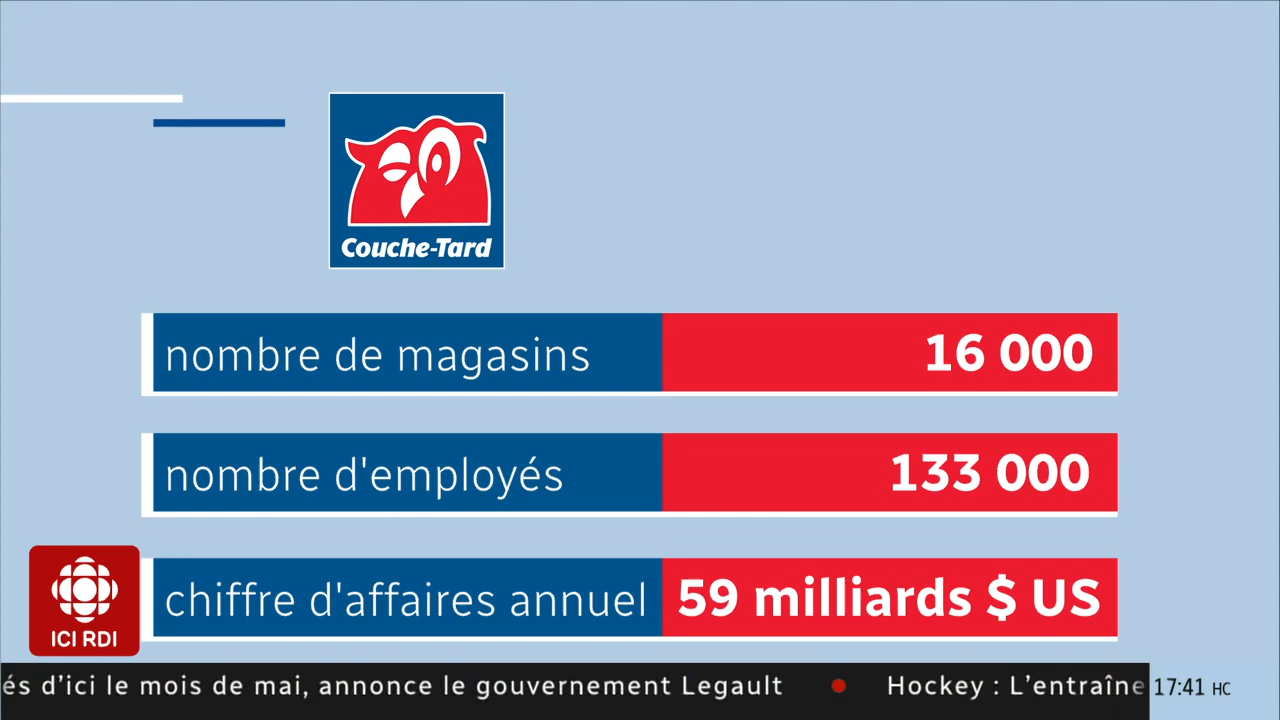 Couche-Tard
nombre de magasins 16 000
nombre d'employés 133 000
chiffre d'affaires annuel 59 milliards $ US
ICI RDI
és d'ici le mois de mai, annonce le gouvernement Legault • Hockey : L'entraîne 17:41 HC